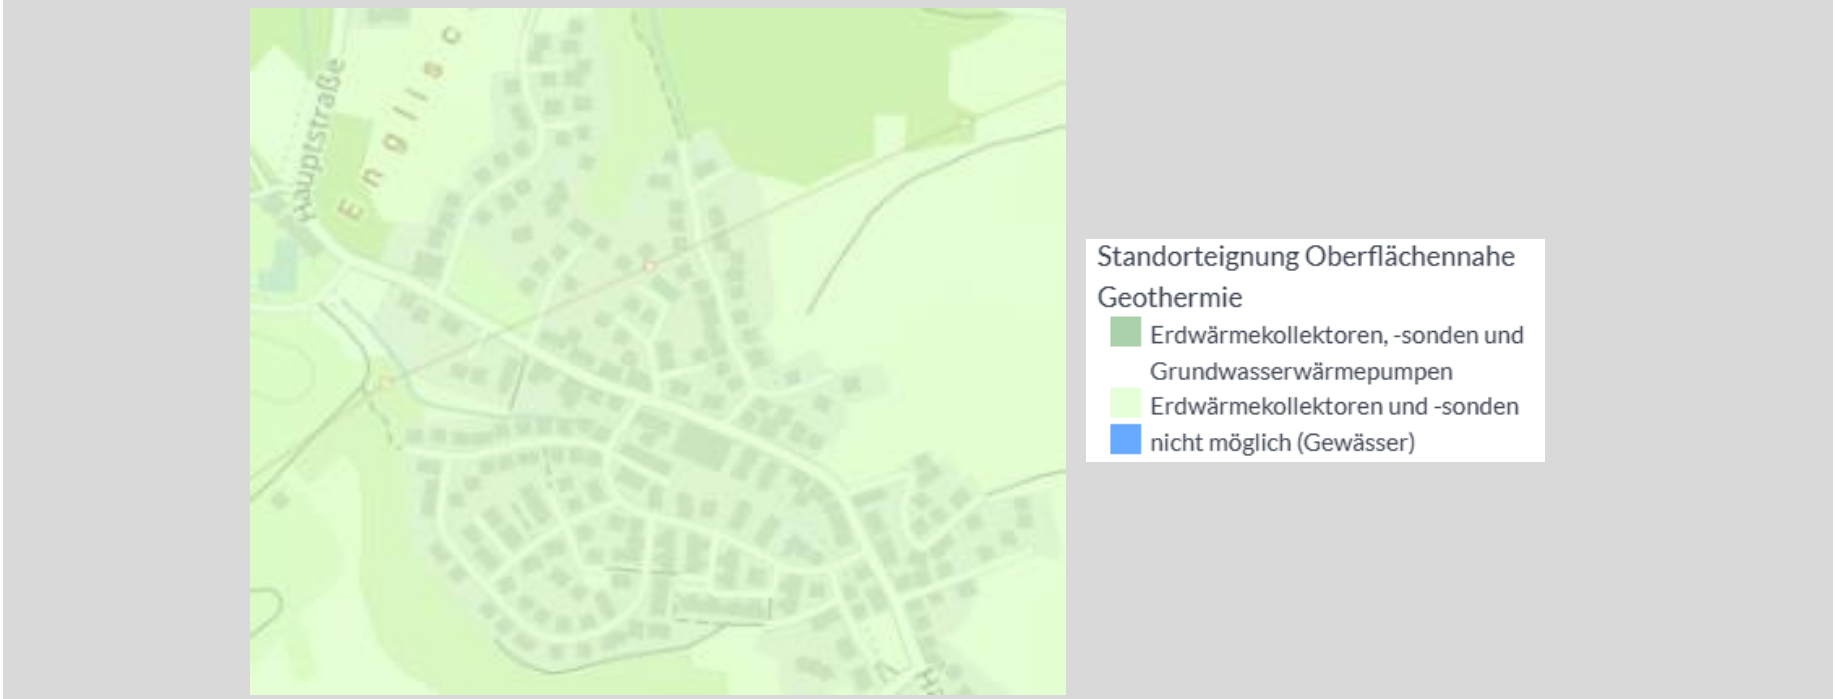 Hauptstraße
Englisc
Standorteignung Oberflächennahe
Geothermie
Erdwärmekollektoren, -sonden und
Grundwasserwärmepumpen
Erdwärmekollektoren und -sonden
nicht möglich (Gewässer)